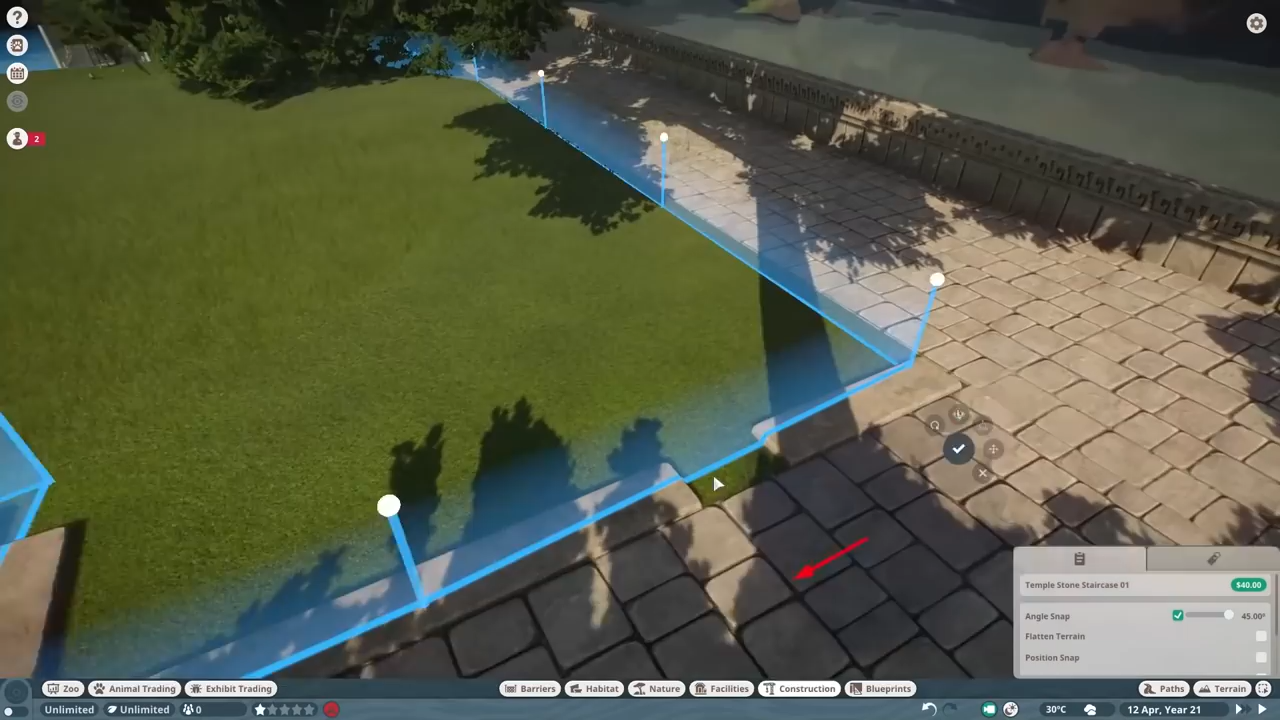 ?
2
Temple Stone Staircase 01 $40.00
Angle Snap 45.00°
Flatten Terrain
Position Snap
Zoo Animal Trading Exhibit Trading Barriers Habitat Nature Facilities Construction Blueprints Paths Terrain
Unlimited Unlimited 0 30°C 12 Apr, Year 21